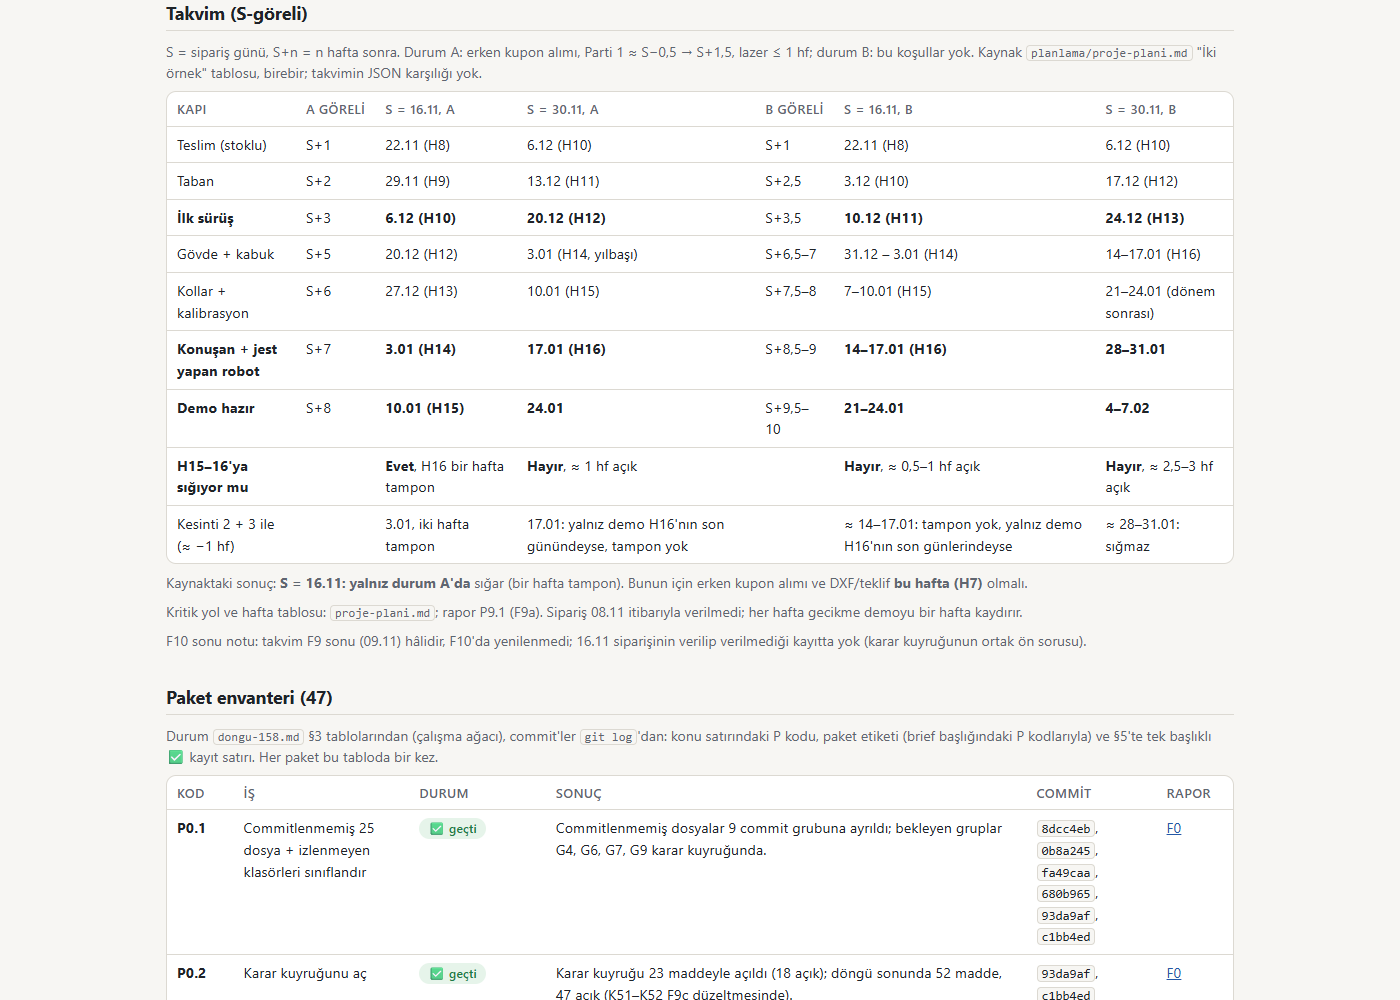 Takvim (S-göreli)
S = sipariş günü, S+n = n hafta sonra. Durum A: erken kupon alımı, Parti 1 ≈ S−0,5 → S+1,5, lazer ≤ 1 hf; durum B: bu koşullar yok. Kaynak planlama/proje-plani.md "İki
örnek" tablosu, birebir; takvimin JSON karşılığı yok.
KAPI A GÖRELİ S = 16.11, A S = 30.11, A B GÖRELİ S = 16.11, B S = 30.11, B
Teslim (stoklu) S+1 22.11 (H8) 6.12 (H10) S+1 22.11 (H8) 6.12 (H10)
Taban S+2 29.11 (H9) 13.12 (H11) S+2,5 3.12 (H10) 17.12 (H12)
İlk sürüş S+3 6.12 (H10) 20.12 (H12) S+3,5 10.12 (H11) 24.12 (H13)
Gövde + kabuk S+5 20.12 (H12) 3.01 (H14, yılbaşı) S+6,5–7 31.12 – 3.01 (H14) 14–17.01 (H16)
Kollar + S+6 27.12 (H13) 10.01 (H15) S+7,5–8 7–10.01 (H15) 21–24.01 (dönem
kalibrasyon sonrası)
Konuşan + jest S+7 3.01 (H14) 17.01 (H16) S+8,5–9 14–17.01 (H16) 28–31.01
yapan robot
Demo hazır S+8 10.01 (H15) 24.01 S+9,5– 21–24.01 4–7.02
10
H15–16'ya Evet, H16 bir hafta Hayır, ≈ 1 hf açık Hayır, ≈ 0,5–1 hf açık Hayır, ≈ 2,5–3 hf
sığıyor mu tampon açık
Kesinti 2 + 3 ile 3.01, iki hafta 17.01: yalnız demo H16'nın son ≈ 14–17.01: tampon yok, yalnız demo ≈ 28–31.01:
(≈ −1 hf) tampon günündeyse, tampon yok H16'nın son günlerindeyse sığmaz
Kaynaktaki sonuç: S = 16.11: yalnız durum A'da sığar (bir hafta tampon). Bunun için erken kupon alımı ve DXF/teklif bu hafta (H7) olmalı.
Kritik yol ve hafta tablosu: proje-plani.md; rapor P9.1 (F9a). Sipariş 08.11 itibarıyla verilmedi; her hafta gecikme demoyu bir hafta kaydırır.
F10 sonu notu: takvim F9 sonu (09.11) hâlidir, F10'da yenilenmedi; 16.11 siparişinin verilip verilmediği kayıtta yok (karar kuyruğunun ortak ön sorusu).
Paket envanteri (47)
Durum dongu-158.md §3 tablolarından (çalışma ağacı), commit'ler git log'dan: konu satırındaki P kodu, paket etiketi (brief başlığındaki P kodlarıyla) ve §5'te tek başlıklı
✅ kayıt satırı. Her paket bu tabloda bir kez.
KOD İŞ DURUM SONUÇ COMMİT RAPOR
P0.1 Commitlenmemiş 25 ✅ geçti Commitlenmemiş dosyalar 9 commit grubuna ayrıldı; bekleyen gruplar 8dcc4eb, F0
dosya + izlenmeyen G4, G6, G7, G9 karar kuyruğunda. 0b8a245,
klasörleri sınıflandır fa49caa,
680b965,
93da9af,
c1bb4ed
P0.2 Karar kuyruğunu aç ✅ geçti Karar kuyruğu 23 maddeyle açıldı (18 açık); döngü sonunda 52 madde, 93da9af, F0
47 açık (K51–K52 F9c düzeltmesinde). c1bb4ed